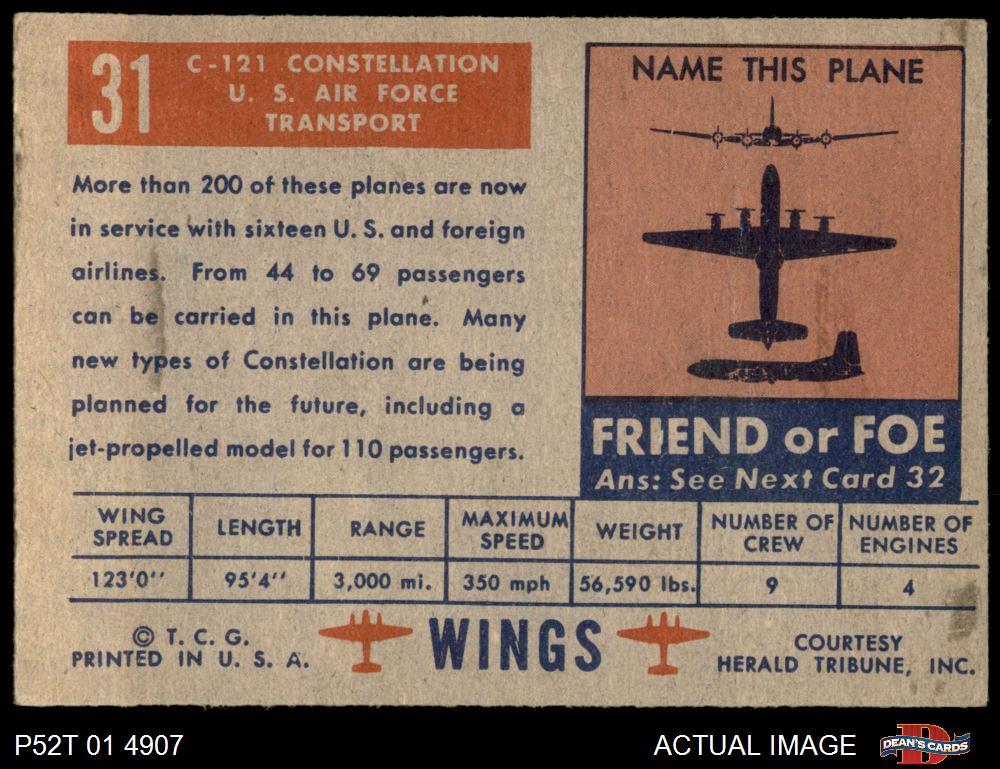 31
C-121 CONSTELLATION
U. S. AIR FORCE
TRANSPORT
More than 200 of these planes are now
in service with sixteen U. S. and foreign
airlines. From 44 to 69 passengers
can be carried in this plane. Many
new types of Constellation are being
planned for the future, including a
jet-propelled model for 110 passengers.
NAME THIS PLANE
FRIEND or FOE
Ans: See Next Card 32
WING SPREAD
LENGTH
RANGE
MAXIMUM SPEED
WEIGHT
NUMBER OF CREW
NUMBER OF ENGINES
123'0''
95'4''
3,000 mi.
350 mph
56,590 lbs.
9
4
© T. C. G.
PRINTED IN U. S. A.
WINGS
COURTESY
HERALD TRIBUNE, INC.
P52T 01 4907
ACTUAL IMAGE
D
DEAN'S CARDS